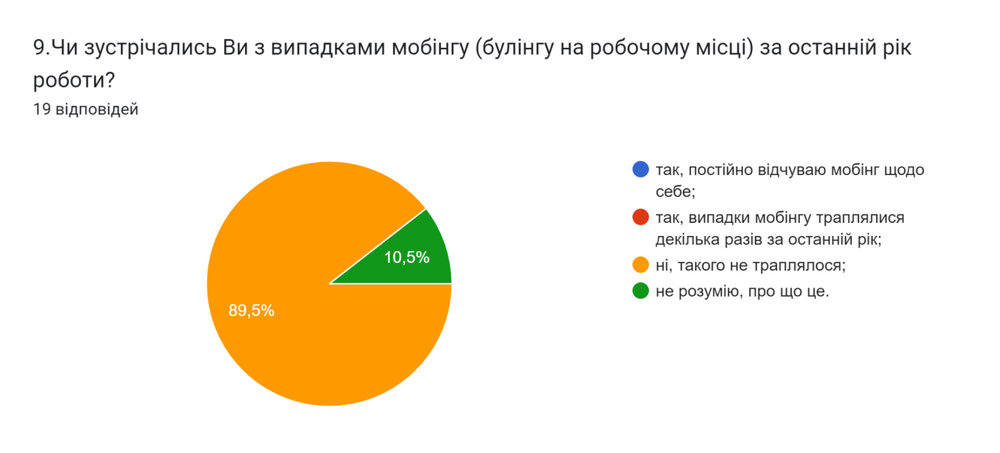 9.Чи зустрічались Ви з випадками мобінгу (булінгу на робочому місці) за останній рік
роботи?
19 відповідей
так, постійно відчуваю мобінг щодо
себе;
так, випадки мобінгу траплялися
декілька разів за останній рік;
ні, такого не траплялося;
не розумію, про що це.
10,5%
89,5%